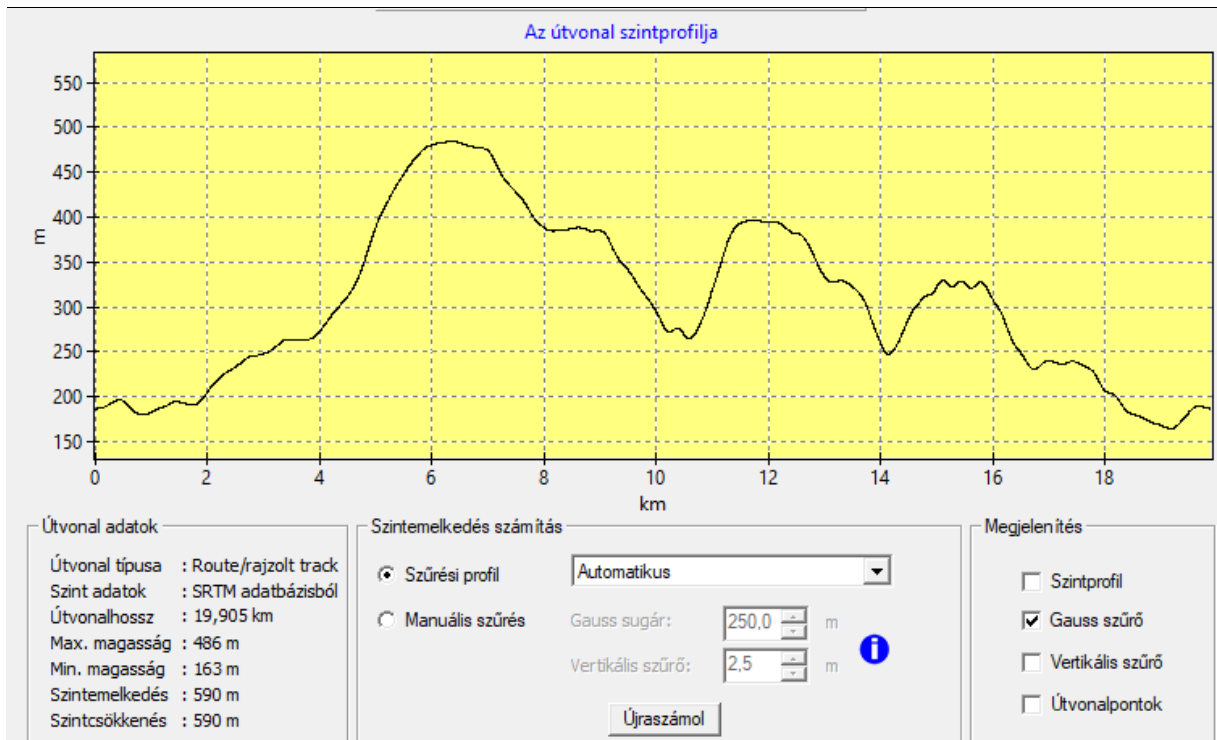 Az útvonal szintprofilja
550
500
450
400
350
300
250
200
150
m
0 2 4 6 8 10 12 14 16 18
km
Útvonal adatok
Útvonal típusa : Route/rajzolt track
Szint adatok : SRTM adatbázisból
Útvonalhossz : 19,905 km
Max. magasság : 486 m
Min. magasság : 163 m
Szintemelkedés : 590 m
Szintcsökkenés : 590 m
Szintemelkedés számítás
Szűrési profil Automatikus
Manuális szűrés Gauss sugár: 250,0 m
Vertikális szűrő: 2,5 m
Újraszámol
Megjelenítés
Szintprofil
Gauss szűrő
Vertikális szűrő
Útvonalpontok